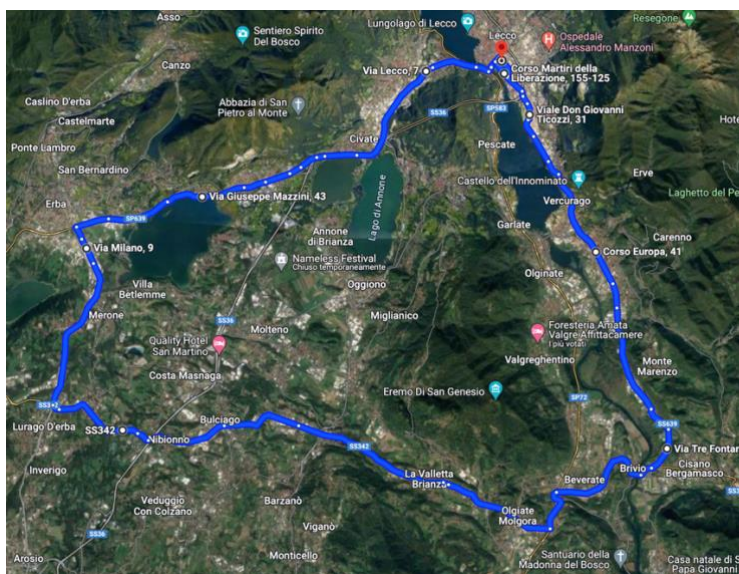 Asso
Sentiero Spirito
Del Bosco
Lungolago di Lecco
Resegone
Lecco
Ospedale
Alessandro Manzoni
Canzo
Via Lecco, 7
Corso Martiri della
Liberazione, 155-125
Caslino D'erba
Castelmarte
Abbazia di San
Pietro al Monte
SS36
SP583
Viale Don Giovanni
Ticozzi, 31
Ponte Lambro
Civate
Pescate
San Bernardino
Castello dell'Innominato
Erve
Erba
Via Giuseppe Mazzini, 43
Vercurago
SP639
Lago di Annone
Garlate
Carenno
Via Milano, 9
Annone
di Brianza
Corso Europa, 41
Nameless Festival
Chiuso temporaneamente
Villa
Betlemme
Oggiono
Olginate
Merone
SS36
Miglianico
Molteno
Foresteria Amata
Valgre Affittacamere
I più votati
Quality Hotel
San Martino
Valgreghentino
Costa Masnaga
Monte
Marenzo
Eremo Di San Genesio
SP72
Lurago D'erba
SS342
Bulciago
SS639
Nibionno
SS342
Via Tre Fontan
Inverigo
La Valletta
Brianza
Brivio
Cisano
Bergamasco
Beverate
Veduggio
Con Colzano
Barzanò
Olgiate
Molgora
Viganò
SS36
Arosio
Monticello
Santuario della
Madonna del Bosco
Casa natale di S
Papa Giovanni